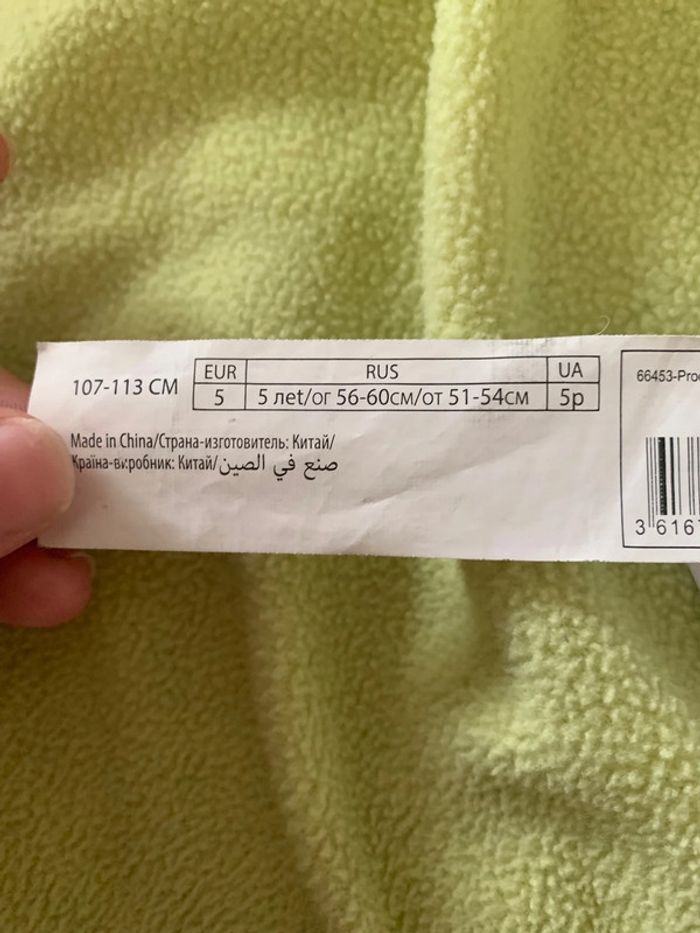 107-113 CM
EUR RUS UA
5 5 лет/ог 56-60см/от 51-54см 5р
Made in China/Страна-изготовитель: Китай/
Країна-виробник: Китай/صنع في الصين
66453-Pro
3 616